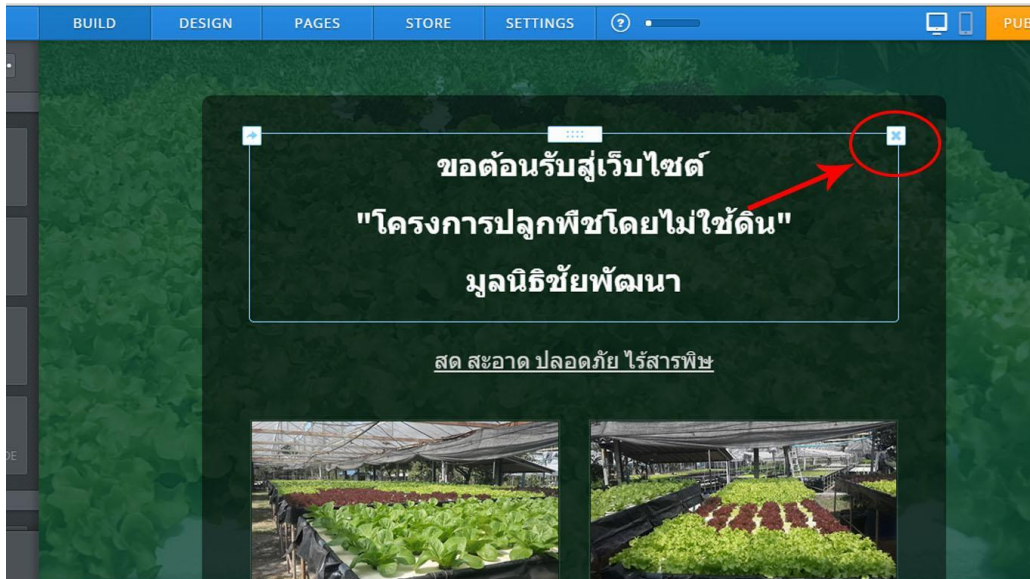 BUILD DESIGN PAGES STORE SETTINGS ?
ขอต้อนรับสู่เว็บไซต์
"โครงการปลูกพืชโดยไม่ใช้ดิน"
มูลนิธิชัยพัฒนา
สด สะอาด ปลอดภัย ไร้สารพิษ